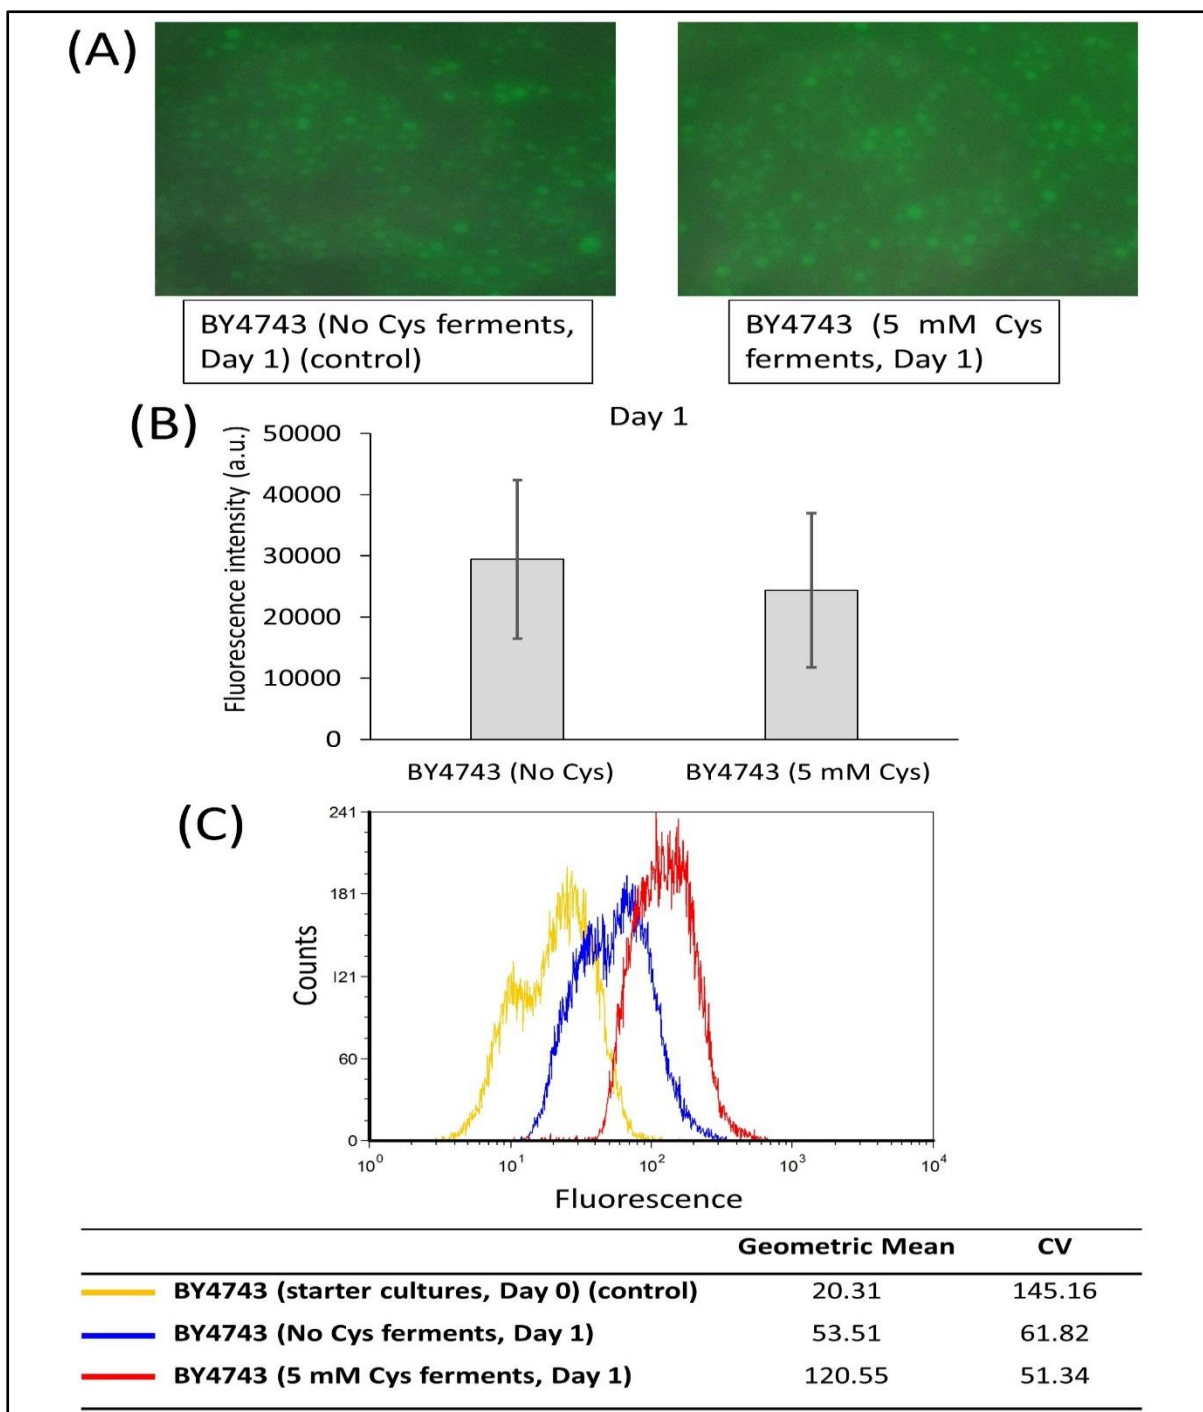 (A)
BY4743 (No Cys ferments,
Day 1) (control)
BY4743 (5 mM Cys
ferments, Day 1)
(B)
Day 1
Fluorescence intensity (a.u.)
50000
40000
30000
20000
10000
0
BY4743 (No Cys) BY4743 (5 mM Cys)
(C)
Counts
241
181
121
60
0
10⁰ 10¹ 10² 10³ 10⁴
Fluorescence
Geometric Mean CV
BY4743 (starter cultures, Day 0) (control) 20.31 145.16
BY4743 (No Cys ferments, Day 1) 53.51 61.82
BY4743 (5 mM Cys ferments, Day 1) 120.55 51.34